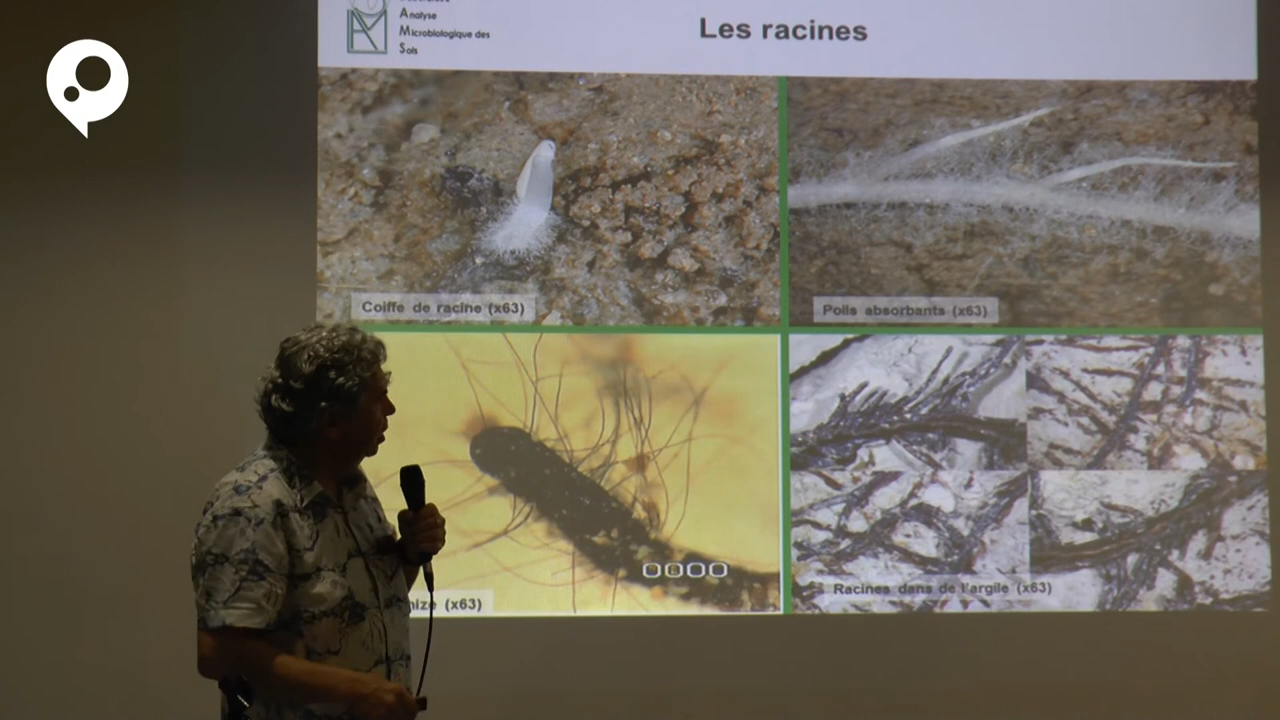 Analyse
Microbiologique des
Sols
Les racines
Coiffe de racine (x63)
Poils absorbants (x63)
(x63)
Racines dans de l'argile (x63)